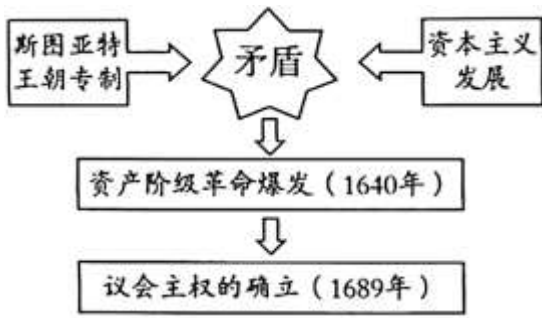 斯图亚特
王朝专制
矛盾
资本主义
发展
资产阶级革命爆发（1640年）
议会主权的确立（1689年）